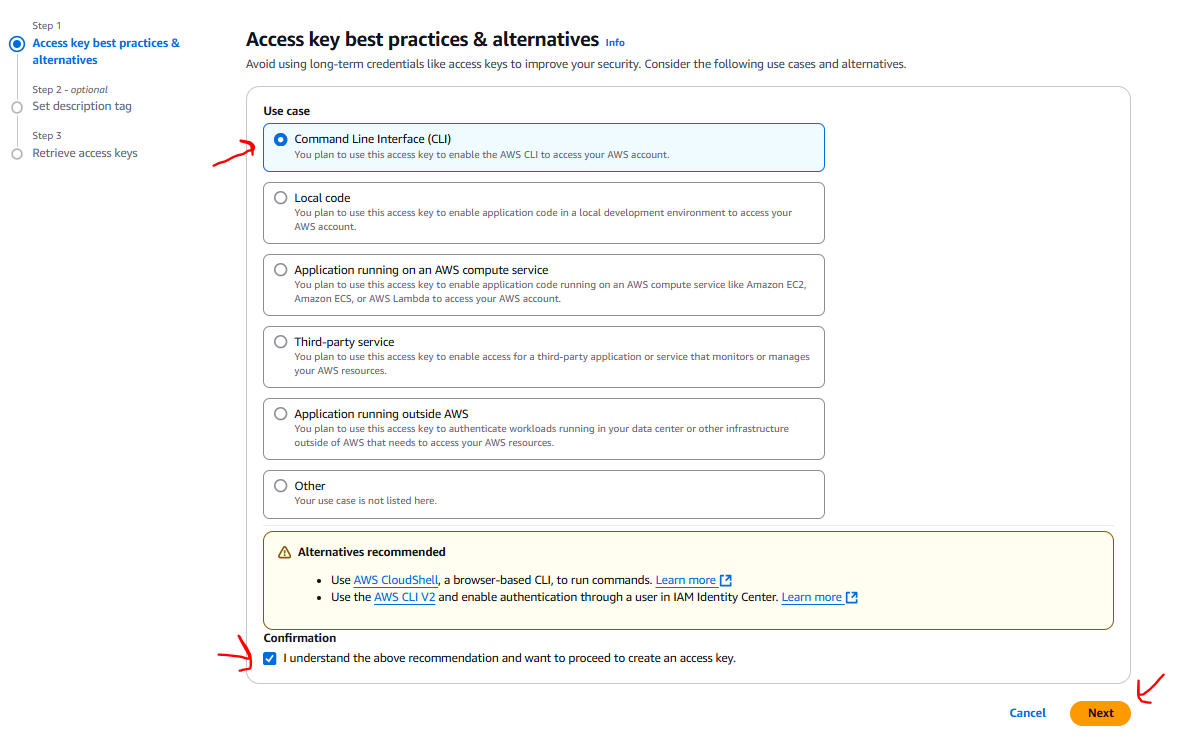 Step 1
Access key best practices &
alternatives
Step 2 - optional
Set description tag
Step 3
Retrieve access keys
Access key best practices & alternatives Info
Avoid using long-term credentials like access keys to improve your security. Consider the following use cases and alternatives.
Use case
Command Line Interface (CLI)
You plan to use this access key to enable the AWS CLI to access your AWS account.
Local code
You plan to use this access key to enable application code in a local development environment to access your
AWS account.
Application running on an AWS compute service
You plan to use this access key to enable application code running on an AWS compute service like Amazon EC2,
Amazon ECS, or AWS Lambda to access your AWS account.
Third-party service
You plan to use this access key to enable access for a third-party application or service that monitors or manages
your AWS resources.
Application running outside AWS
You plan to use this access key to authenticate workloads running in your data center or other infrastructure
outside of AWS that needs to access your AWS resources.
Other
Your use case is not listed here.
Alternatives recommended
• Use AWS CloudShell, a browser-based CLI, to run commands. Learn more
• Use the AWS CLI V2 and enable authentication through a user in IAM Identity Center. Learn more
Confirmation
I understand the above recommendation and want to proceed to create an access key.
Cancel Next